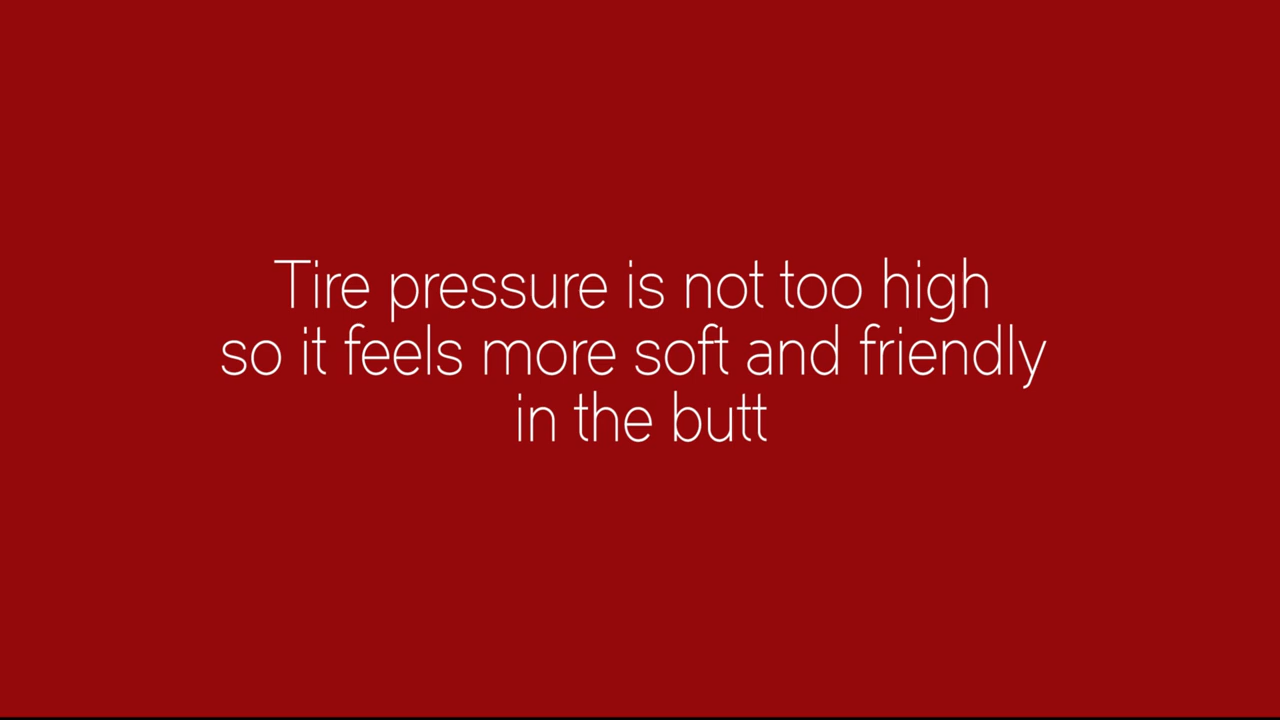 Tire pressure is not too high
so it feels more soft and friendly
in the butt